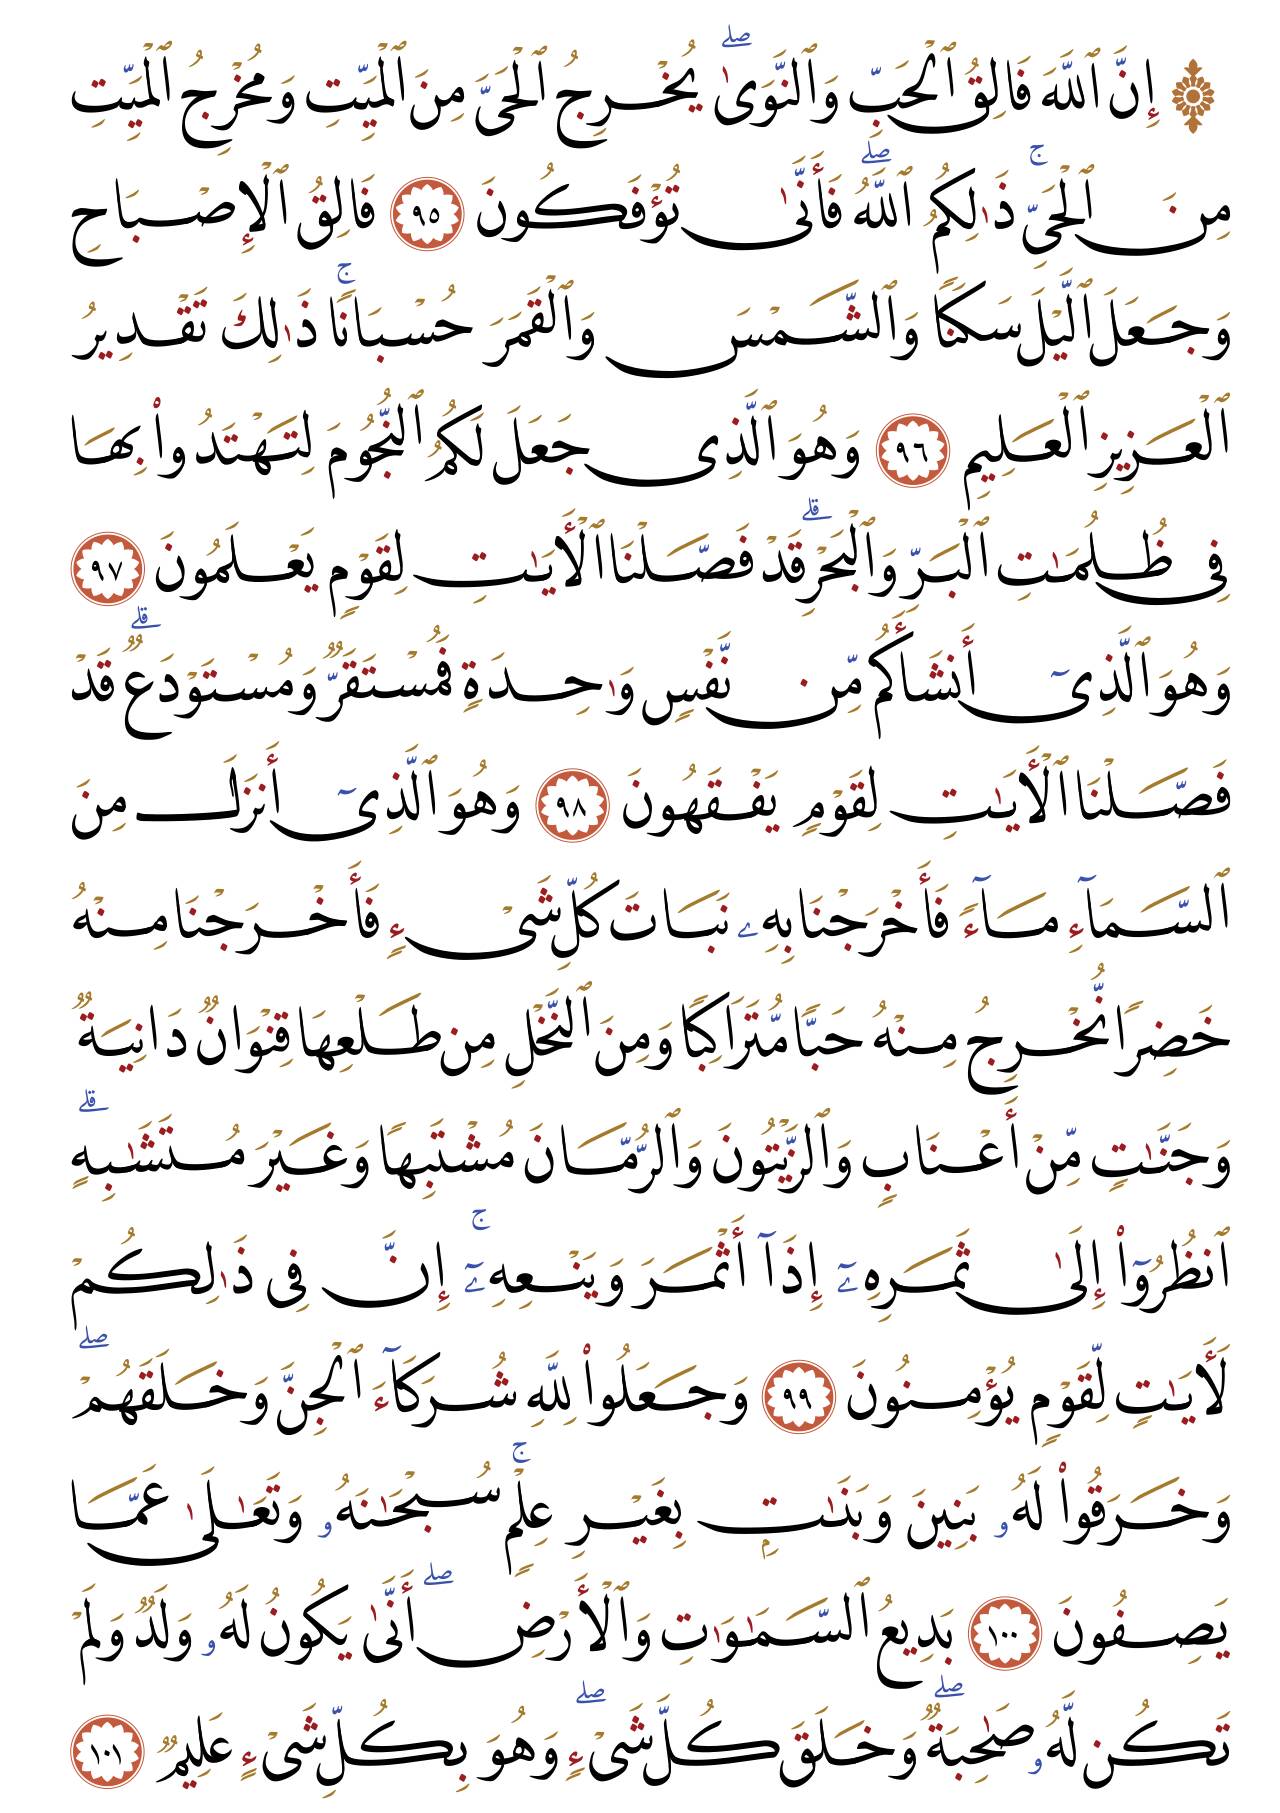 ۞ إِنَّ ٱللَّهَ فَالِقُ ٱلْحَبِّ وَٱلنَّوَىٰ ۖ يُخْرِجُ ٱلْحَىَّ مِنَ ٱلْمَيِّتِ وَمُخْرِجُ ٱلْمَيِّتِ
مِنَ ٱلْحَىِّ ۚ ذَٰلِكُمُ ٱللَّهُ ۖ فَأَنَّىٰ تُؤْفَكُونَ ٩٥ فَالِقُ ٱلْإِصْبَاحِ
وَجَعَلَ ٱلَّيْلَ سَكَنًا وَٱلشَّمْسَ وَٱلْقَمَرَ حُسْبَانًا ۚ ذَٰلِكَ تَقْدِيرُ
ٱلْعَزِيزِ ٱلْعَلِيمِ ٩٦ وَهُوَ ٱلَّذِى جَعَلَ لَكُمُ ٱلنُّجُومَ لِتَهْتَدُوا۟ بِهَا
فِى ظُلُمَـٰتِ ٱلْبَرِّ وَٱلْبَحْرِ ۗ قَدْ فَصَّلْنَا ٱلْـَٔايَـٰتِ لِقَوْمٍ يَعْلَمُونَ ٩٧
وَهُوَ ٱلَّذِىٓ أَنشَأَكُم مِّن نَّفْسٍ وَٰحِدَةٍ فَمُسْتَقَرٌّ وَمُسْتَوْدَعٌ ۗ قَدْ
فَصَّلْنَا ٱلْـَٔايَـٰتِ لِقَوْمٍ يَفْقَهُونَ ٩٨ وَهُوَ ٱلَّذِىٓ أَنزَلَ مِنَ
ٱلسَّمَآءِ مَآءً فَأَخْرَجْنَا بِهِۦ نَبَاتَ كُلِّ شَىْءٍ فَأَخْرَجْنَا مِنْهُ
خَضِرًا نُّخْرِجُ مِنْهُ حَبًّا مُّتَرَاكِبًا وَمِنَ ٱلنَّخْلِ مِن طَلْعِهَا قِنْوَانٌ دَانِيَةٌ
وَجَنَّـٰتٍ مِّنْ أَعْنَابٍ وَٱلزَّيْتُونَ وَٱلرُّمَّانَ مُشْتَبِهًا وَغَيْرَ مُتَشَـٰبِهٍ ۗ
ٱنظُرُوٓا۟ إِلَىٰ ثَمَرِهِۦٓ إِذَآ أَثْمَرَ وَيَنْعِهِۦٓ ۚ إِنَّ فِى ذَٰلِكُمْ
لَـَٔايَـٰتٍ لِّقَوْمٍ يُؤْمِنُونَ ٩٩ وَجَعَلُوا۟ لِلَّهِ شُرَكَآءَ ٱلْجِنَّ وَخَلَقَهُمْ ۖ
وَخَرَقُوا۟ لَهُۥ بَنِينَ وَبَنَـٰتٍۭ بِغَيْرِ عِلْمٍ ۚ سُبْحَـٰنَهُۥ وَتَعَـٰلَىٰ عَمَّا
يَصِفُونَ ١٠٠ بَدِيعُ ٱلسَّمَـٰوَٰتِ وَٱلْأَرْضِ ۖ أَنَّىٰ يَكُونُ لَهُۥ وَلَدٌ وَلَمْ
تَكُن لَّهُۥ صَـٰحِبَةٌ ۖ وَخَلَقَ كُلَّ شَىْءٍ ۖ وَهُوَ بِكُلِّ شَىْءٍ عَلِيمٌ ١٠١